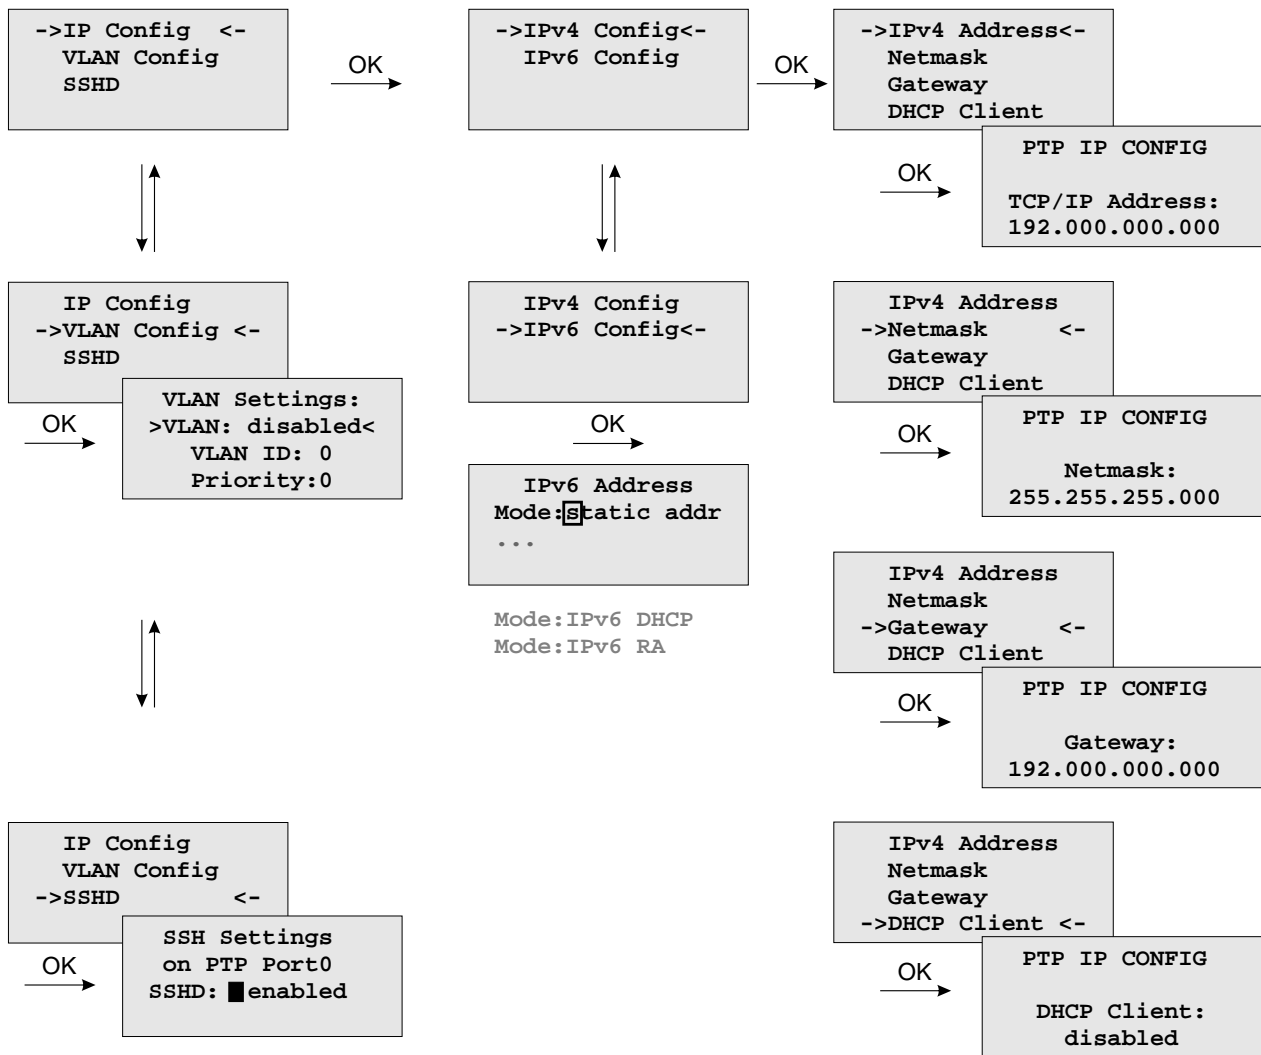 ->IP Config <-
VLAN Config
SSHD
OK
->IPv4 Config<-
IPv6 Config
OK
->IPv4 Address<-
Netmask
Gateway
DHCP Client
OK
PTP IP CONFIG
TCP/IP Address:
192.000.000.000
IP Config
->VLAN Config <-
SSHD
OK
VLAN Settings:
>VLAN: disabled<
VLAN ID: 0
Priority:0
IPv4 Config
->IPv6 Config<-
OK
IPv6 Address
Mode:static addr
...
Mode:IPv6 DHCP
Mode:IPv6 RA
IPv4 Address
->Netmask <-
Gateway
DHCP Client
OK
PTP IP CONFIG
Netmask:
255.255.255.000
IPv4 Address
Netmask
->Gateway <-
DHCP Client
OK
PTP IP CONFIG
Gateway:
192.000.000.000
IP Config
VLAN Config
->SSHD <-
OK
SSH Settings
on PTP Port0
SSHD: enabled
IPv4 Address
Netmask
Gateway
->DHCP Client <-
OK
PTP IP CONFIG
DHCP Client:
disabled